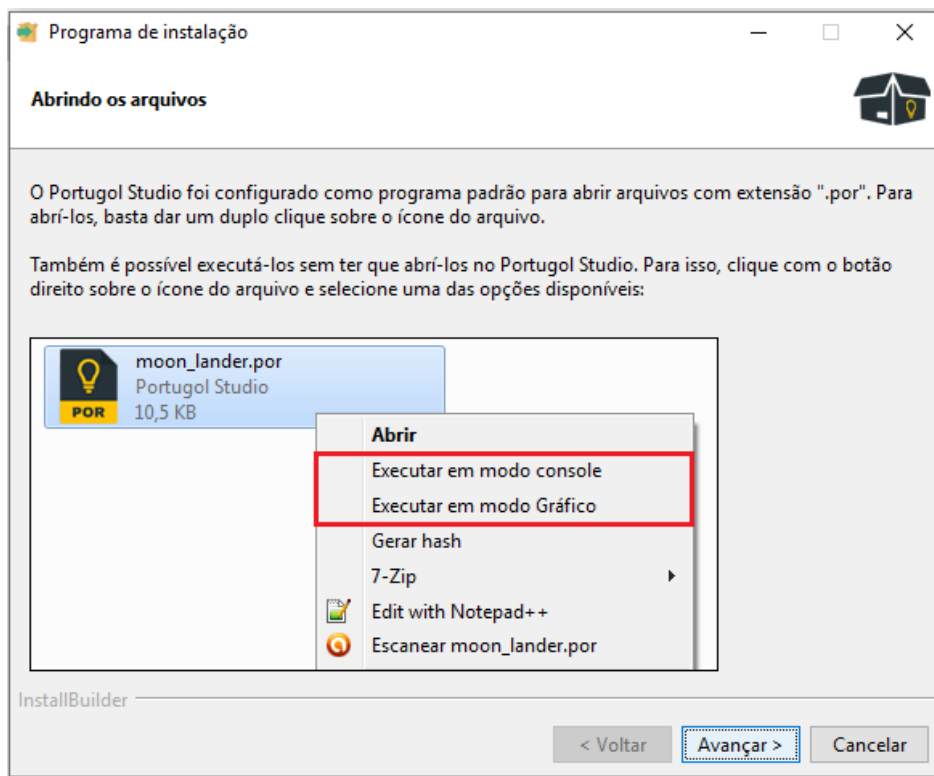 Programa de instalação
Abrindo os arquivos
O Portugol Studio foi configurado como programa padrão para abrir arquivos com extensão ".por". Para
abrí-los, basta dar um duplo clique sobre o ícone do arquivo.
Também é possível executá-los sem ter que abrí-los no Portugol Studio. Para isso, clique com o botão
direito sobre o ícone do arquivo e selecione uma das opções disponíveis:
moon_lander.por
Portugol Studio
POR
10,5 KB
Abrir
Executar em modo console
Executar em modo Gráfico
Gerar hash
7-Zip
Edit with Notepad++
Escanear moon_lander.por
InstallBuilder
< Voltar
Avançar >
Cancelar